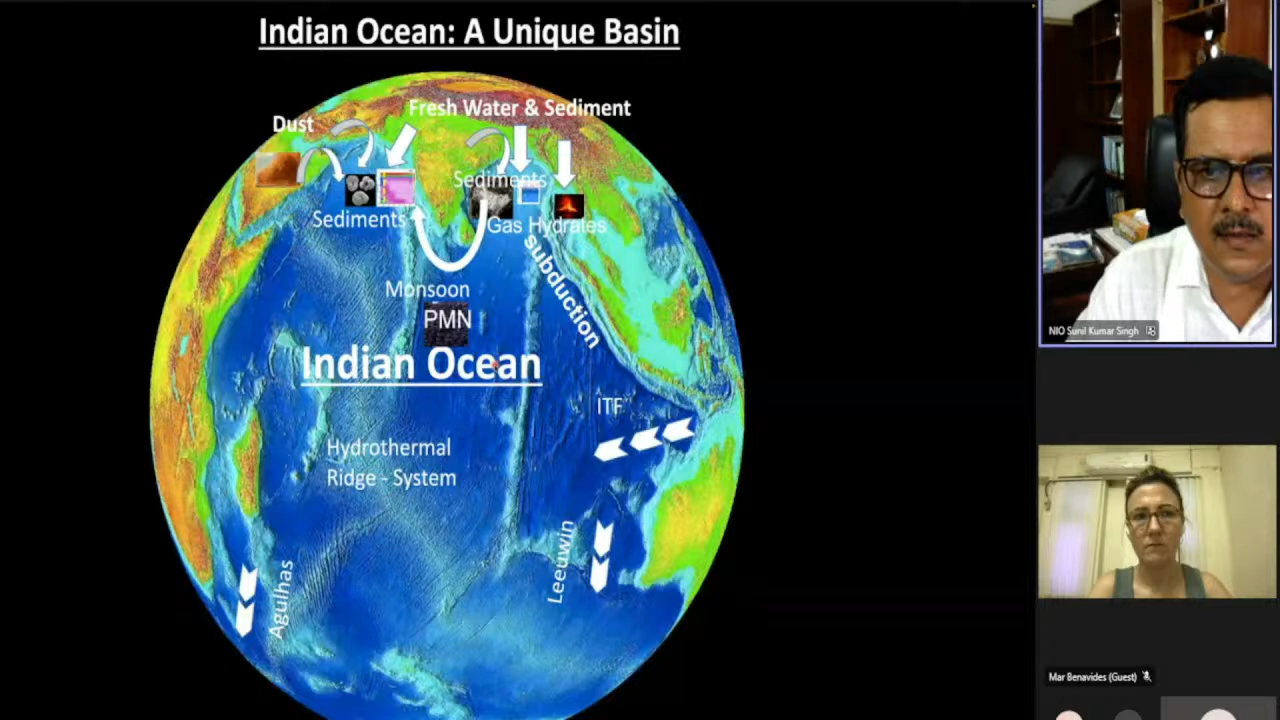 Indian Ocean: A Unique Basin
Fresh Water & Sediment
Dust
Sediments
Sediments
Gas Hydrates
subduction
Monsoon
PMN
Indian Ocean
ITF
Hydrothermal
Ridge - System
Leeuwin
Agulhas
NIO Sunil Kumar Singh
Mar Benavides (Guest)